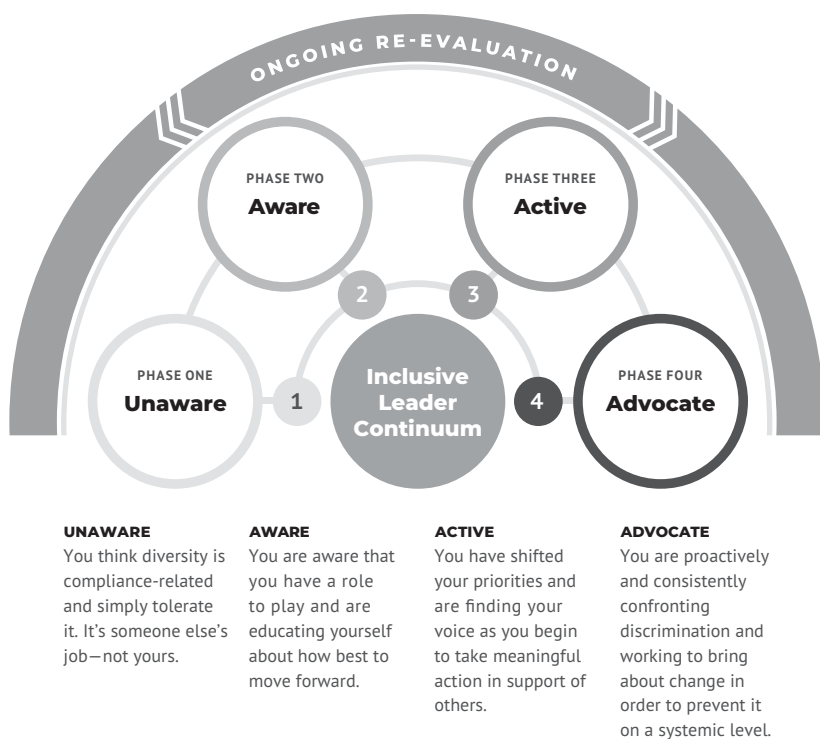 ONGOING RE-EVALUATION
PHASE TWO
Aware
PHASE THREE
Active
2
3
PHASE ONE
Unaware
1
Inclusive
Leader
Continuum
4
PHASE FOUR
Advocate
UNAWARE
You think diversity is
compliance-related
and simply tolerate
it. It’s someone else’s
job—not yours.
AWARE
You are aware that
you have a role
to play and are
educating yourself
about how best to
move forward.
ACTIVE
You have shifted
your priorities and
are finding your
voice as you begin
to take meaningful
action in support of
others.
ADVOCATE
You are proactively
and consistently
confronting
discrimination and
working to bring
about change in
order to prevent it
on a systemic level.